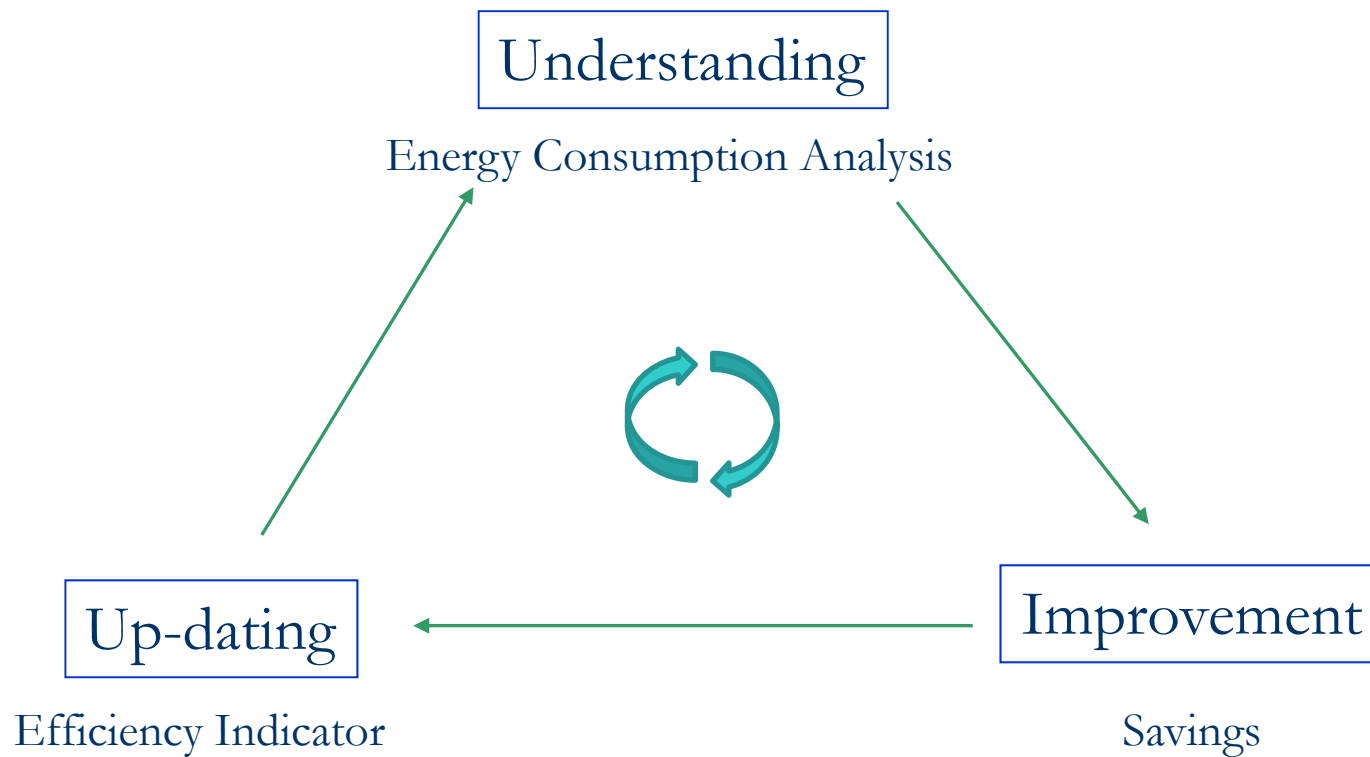 Understanding
Energy Consumption Analysis
Up-dating
Improvement
Efficiency Indicator
Savings